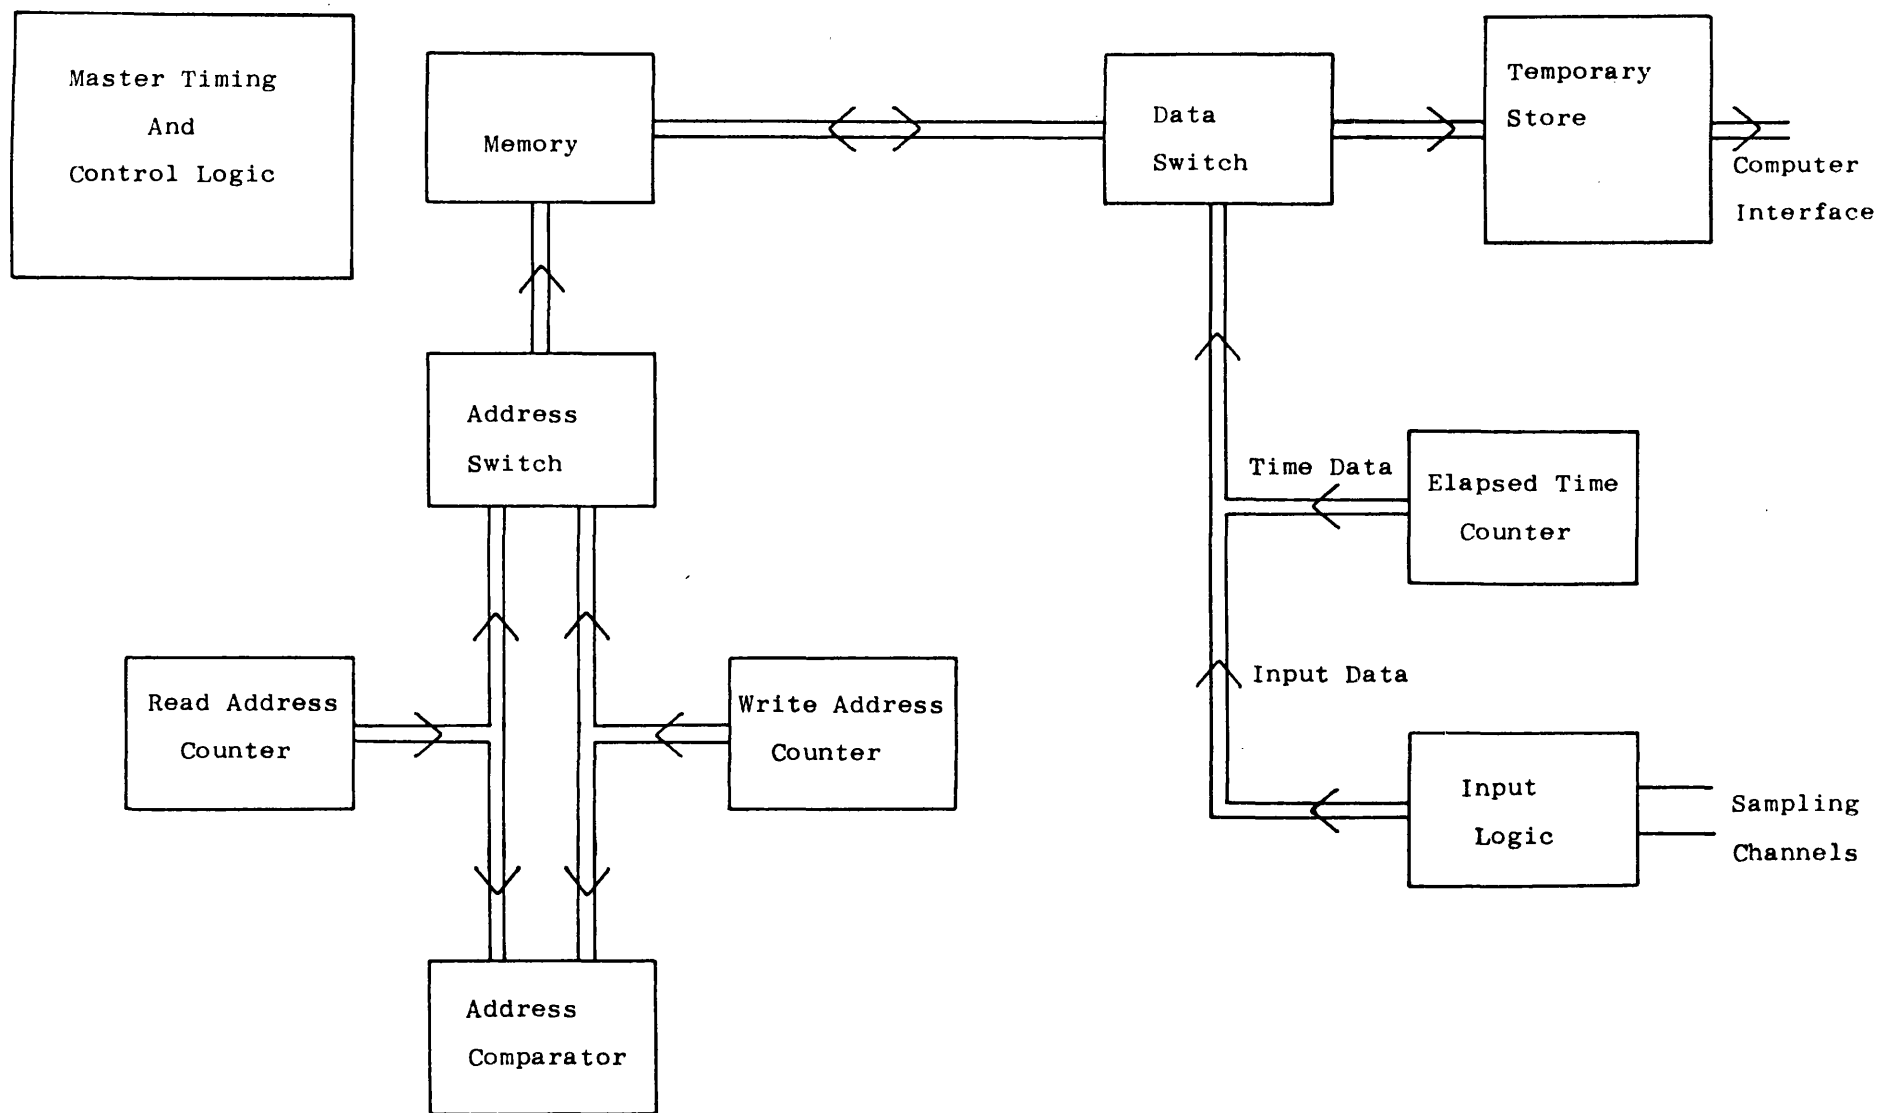 Master Timing
And
Control Logic
Memory
Data
Switch
Temporary
Store
Computer
Interface
Address
Switch
Time Data
Elapsed Time
Counter
Input Data
Read Address
Counter
Write Address
Counter
Input
Logic
Sampling
Channels
Address
Comparator